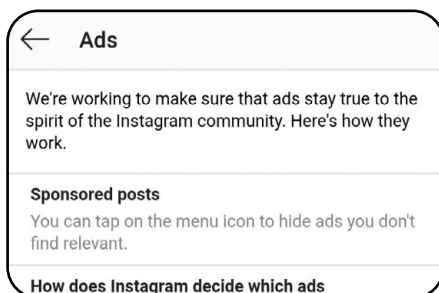 Ads
We're working to make sure that ads stay true to the
spirit of the Instagram community. Here's how they
work.
Sponsored posts
You can tap on the menu icon to hide ads you don't
find relevant.
How does Instagram decide which ads